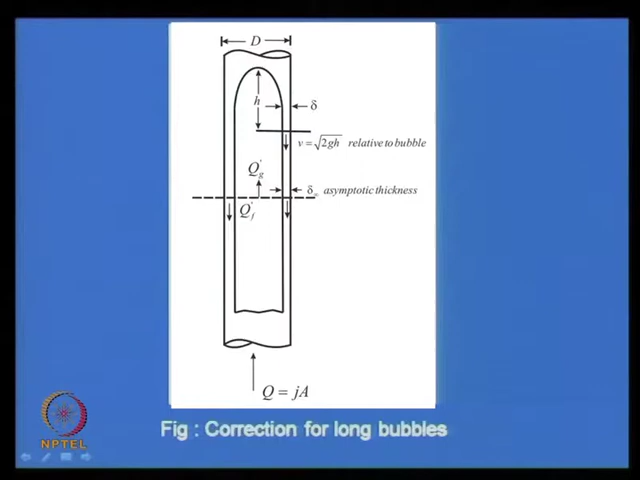 D
h
δ
v = √2gh relative to bubble
Q'g
δ∞ asymptotic thickness
Q'f
Q = jA
NPTEL
Fig : Correction for long bubbles